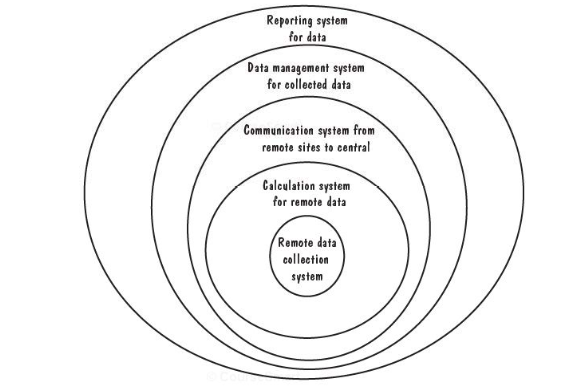 Reporting system
for data
Data management system
for collected data
Communication system from
remote sites to central
Calculation system
for remote data
Remote data
collection
system